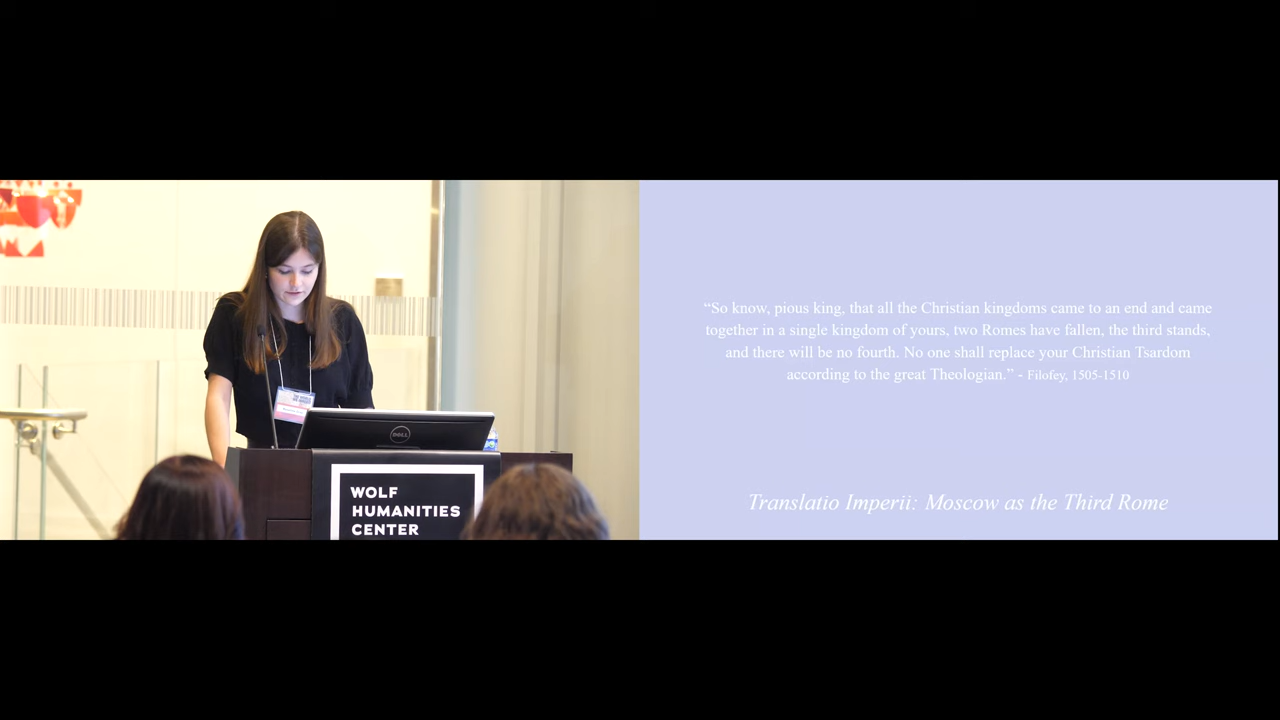 DELL
WOLF
HUMANITIES
CENTER
“So know, pious king, that all the Christian kingdoms came to an end and came
together in a single kingdom of yours, two Romes have fallen, the third stands,
and there will be no fourth. No one shall replace your Christian Tsardom
according to the great Theologian.” - Filofey, 1505-1510
Translatio Imperii: Moscow as the Third Rome